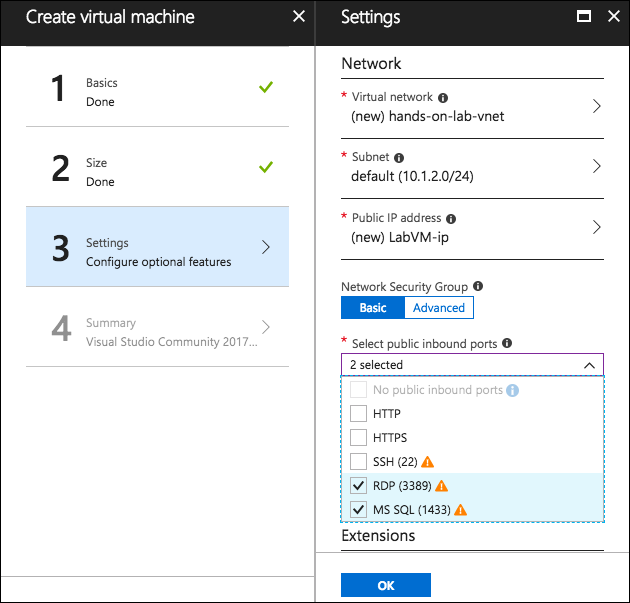 Create virtual machine
1
Basics
Done
2
Size
Done
3
Settings
Configure optional features
4
Summary
Visual Studio Community 2017...
Settings
Network
* Virtual network
(new) hands-on-lab-vnet
* Subnet
default (10.1.2.0/24)
* Public IP address
(new) LabVM-ip
Network Security Group
Basic Advanced
* Select public inbound ports
2 selected
No public inbound ports
HTTP
HTTPS
SSH (22)
RDP (3389)
MS SQL (1433)
Extensions
OK